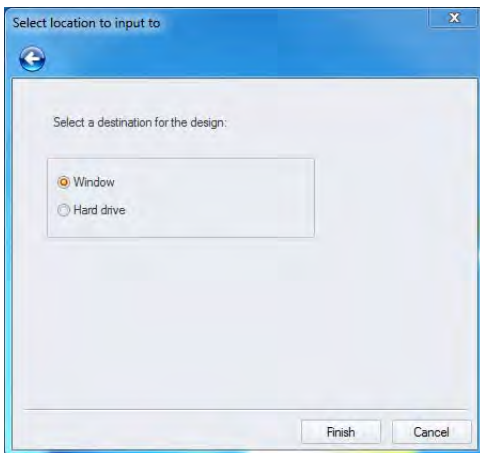 Select location to input to
X
Select a destination for the design:
Window
Hard drive
Finish
Cancel